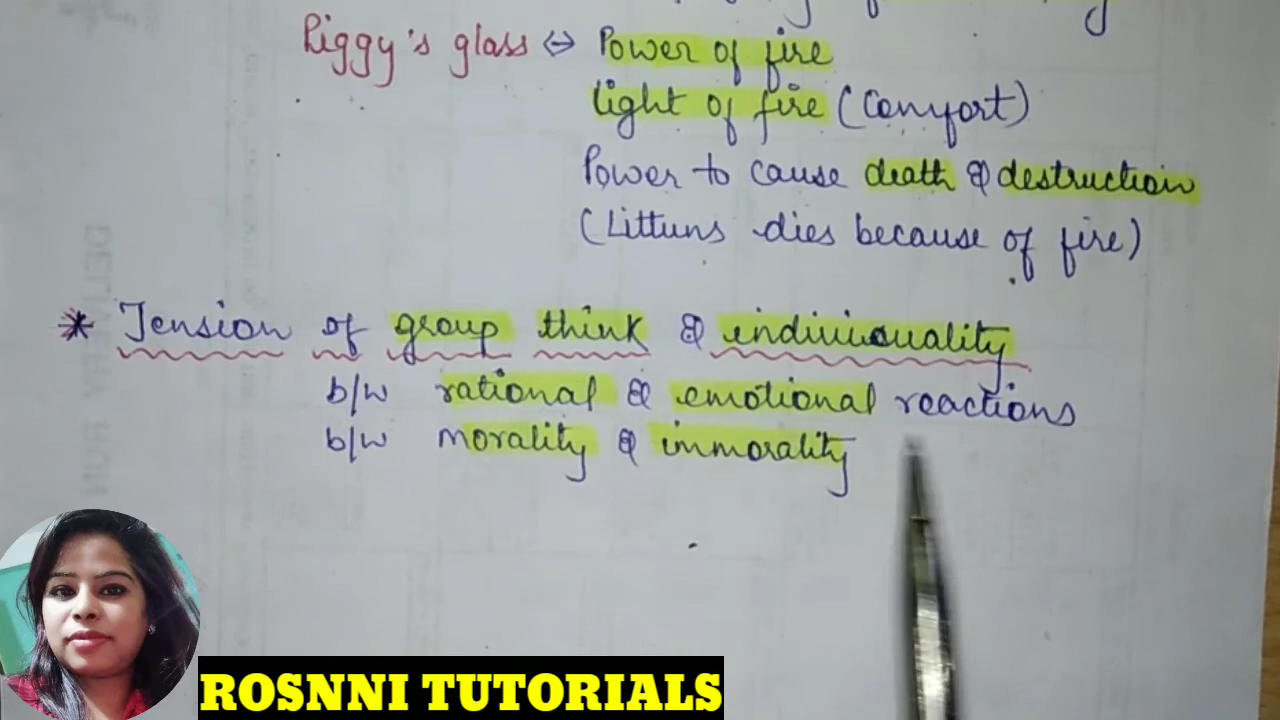 Piggy's glass ⇔ Power of fire
light of fire (Comfort)
Power to cause death & destruction
(Littuns dies because of fire)
* Tension of group think & individuality
b/w rational & emotional reactions
b/w morality & immorality
ROSNNI TUTORIALS